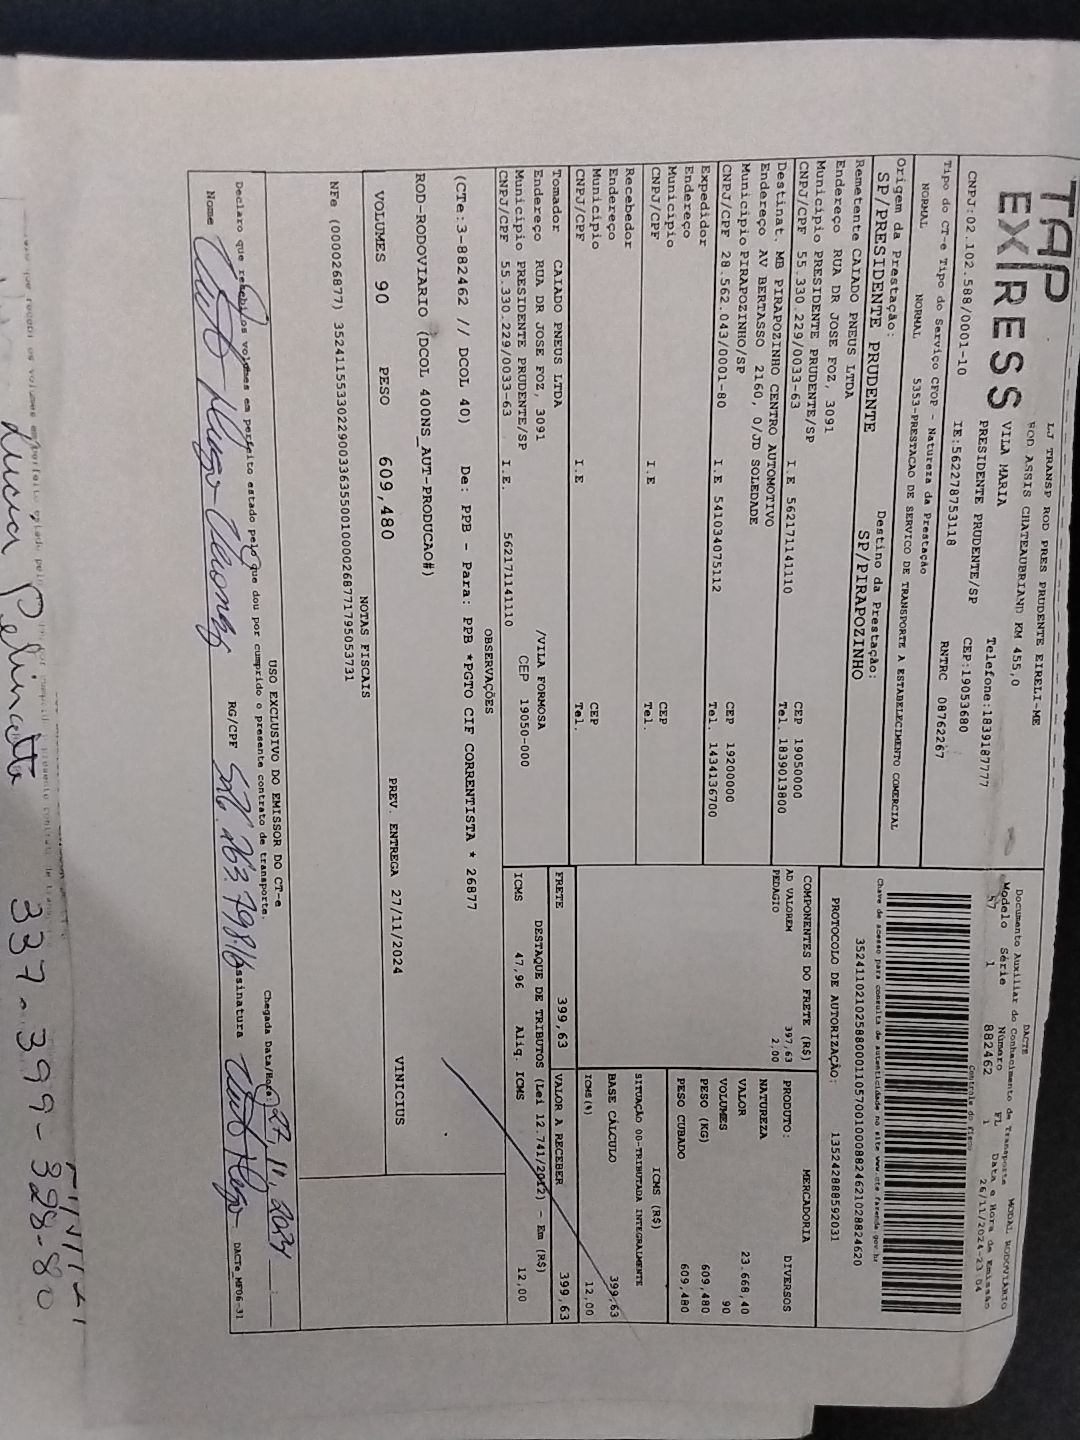 TAP
EXPRESS
LJ TRANSP ROD PRES PRUDENTE EIRELI-ME
ROD ASSIS CHATEAUBRIAND KM 455,0
VILA MARIA
PRESIDENTE PRUDENTE/SP
Telefone:1839187777
CEP:19053680
CNPJ:02.102.588/0001-10 IE:562278753118 RNTRC 08762267
Tipo do CT-e Tipo do Serviço CFOP - Natureza da Prestação
NORMAL NORMAL 5353-PRESTACAO DE SERVICO DE TRANSPORTE A ESTABELECIMENTO COMERCIAL
Origem da Prestação: Destino da Prestação:
SP/PRESIDENTE PRUDENTE SP/PIRAPOZINHO
Remetente CAIADO PNEUS LTDA
Endereço RUA DR JOSE FOZ, 3091
Município PRESIDENTE PRUDENTE/SP CEP 19050000
CNPJ/CPF 55.330.229/0033-63 I.E 562171141110 Tel. 1839013800
Destinat. MB PIRAPOZINHO CENTRO AUTOMOTIVO
Endereço AV BERTASSO 2160, 0/JD SOLEDADE
Município PIRAPOZINHO/SP CEP 19200000
CNPJ/CPF 28.562.043/0001-80 I.E 541034075112 Tel. 1434136700
Expedidor
Endereço
Município CEP
CNPJ/CPF I.E Tel.
Recebedor
Endereço
Município CEP
CNPJ/CPF I.E Tel.
Tomador CAIADO PNEUS LTDA
Endereço RUA DR JOSE FOZ, 3091 /VILA FORMOSA
Município PRESIDENTE PRUDENTE/SP CEP 19050-000
CNPJ/CPF 55.330.229/0033-63 I.E. 562171141110
DACTE MODAL RODOVIÁRIO
Documento Auxiliar do Conhecimento de Transporte
Modelo Série Número FL Data e Hora de Emissão
57 1 882462 1 26/11/2024-23:04
Controle do Fisco
Chave de acesso para consulta de autenticidade no site www.cte.fazenda.gov.br
35241102102588000110570010008824621028824620
PROTOCOLO DE AUTORIZAÇÃO: 135242888592031
COMPONENTES DO FRETE (R$)
AD VALOREM 397,63
PEDAGIO 2,00
PRODUTO: MERCADORIA
NATUREZA DIVERSOS
VALOR 23.668,40
VOLUMES 90
PESO (KG) 609,480
PESO CUBADO 609,480
ICMS (R$)
SITUAÇÃO 00-TRIBUTADA INTEGRALMENTE
BASE CÁLCULO 399,63
ICMS(%) 12,00
FRETE 399,63 VALOR A RECEBER 399,63
DESTAQUE DE TRIBUTOS (Lei 12.741/2012) - Em (R$)
ICMS 47,96 Aliq. ICMS 12,00
OBSERVAÇÕES
(CTe:3-882462 // DCOL 40) De: PPB - Para: PPB *PGTO CIF CORRENTISTA * 26877
ROD-RODOVIARIO (DCOL 400NS_AUT-PRODUCAO#)
VOLUMES 90 PESO 609,480 PREV. ENTREGA 27/11/2024 VINICIUS
NOTAS FISCAIS
NFe (000026877) 35241155330229003363550010000268771795053731
USO EXCLUSIVO DO EMISSOR DO CT-e
Declaro que recebi os volumes em perfeito estado pelo que dou por cumprido o presente contrato de transporte. Chegada Data/Hora: 27, 11, 2024
Nome RG/CPF Assinatura
DACTe_MF06-31
337.399-328-80